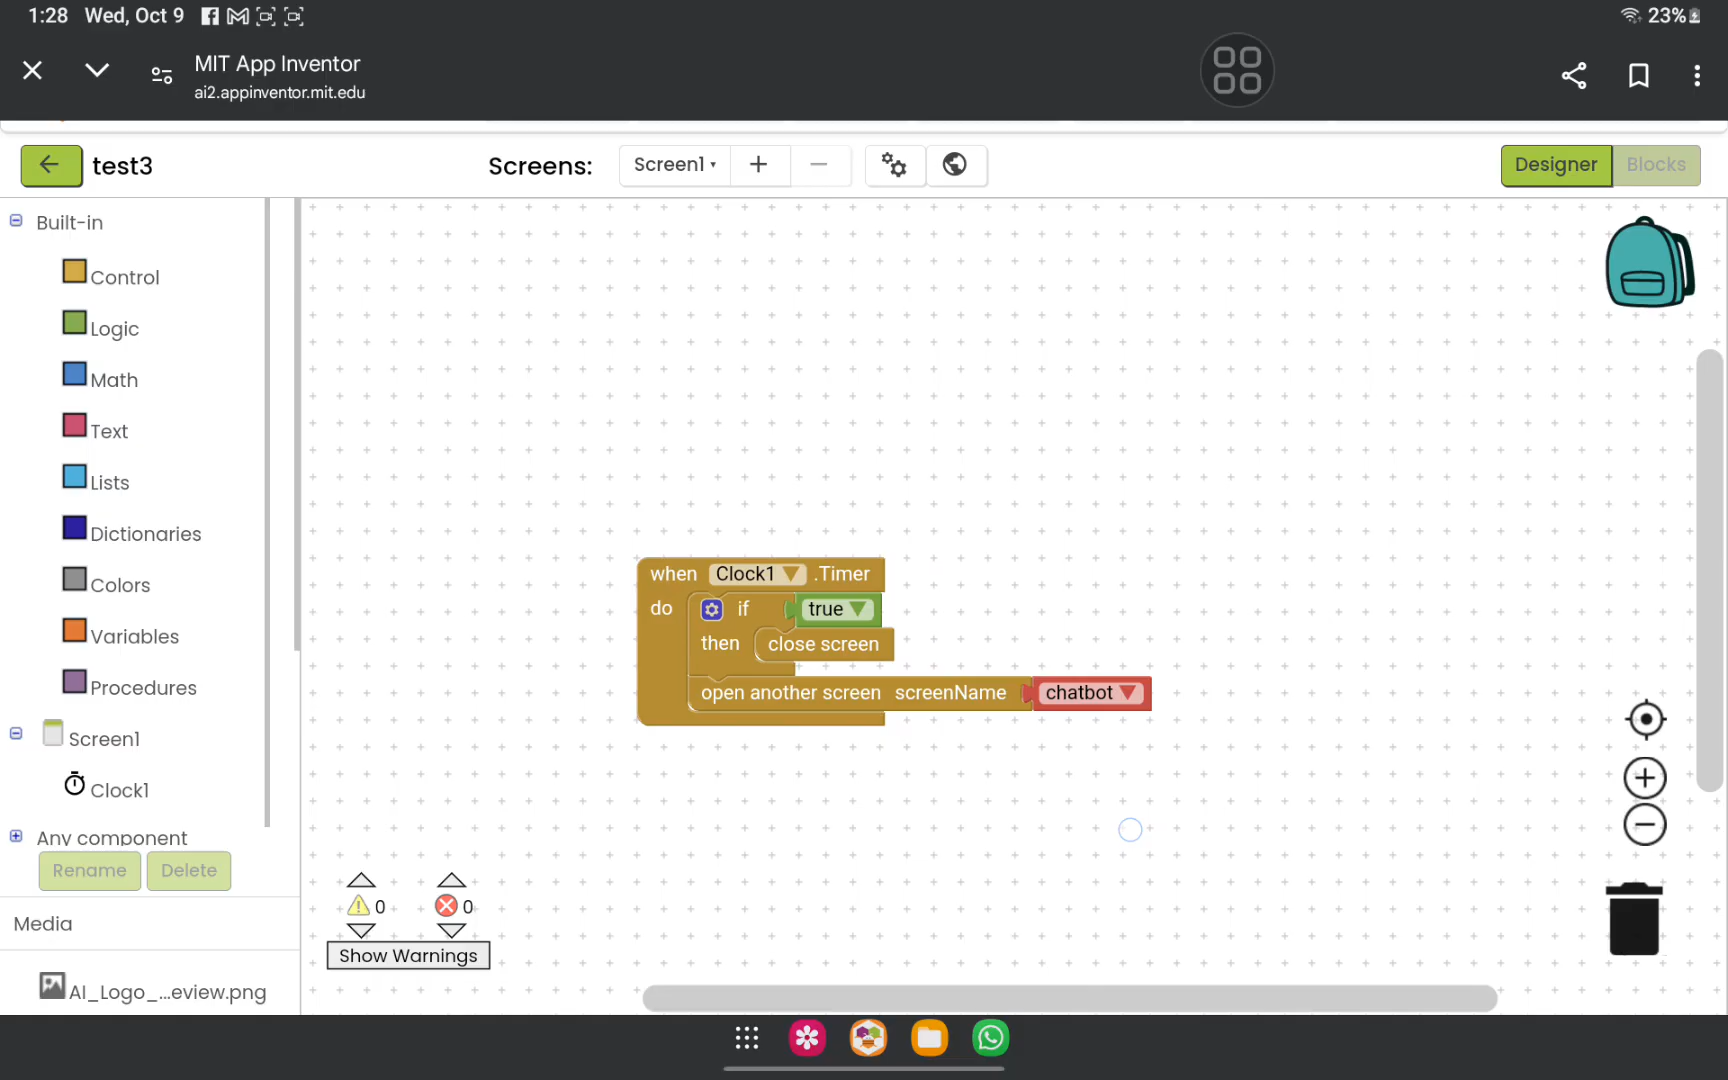 1:28 Wed, Oct 9
23%
MIT App Inventor
ai2.appinventor.mit.edu
test3
Screens:
Screen1
Designer
Blocks
Built-in
Control
Logic
Math
Text
Lists
Dictionaries
Colors
Variables
Procedures
Screen1
Clock1
Any component
Rename
Delete
Media
AI_Logo_...eview.png
when Clock1 .Timer
do if true
then close screen
open another screen screenName chatbot
0
0
Show Warnings